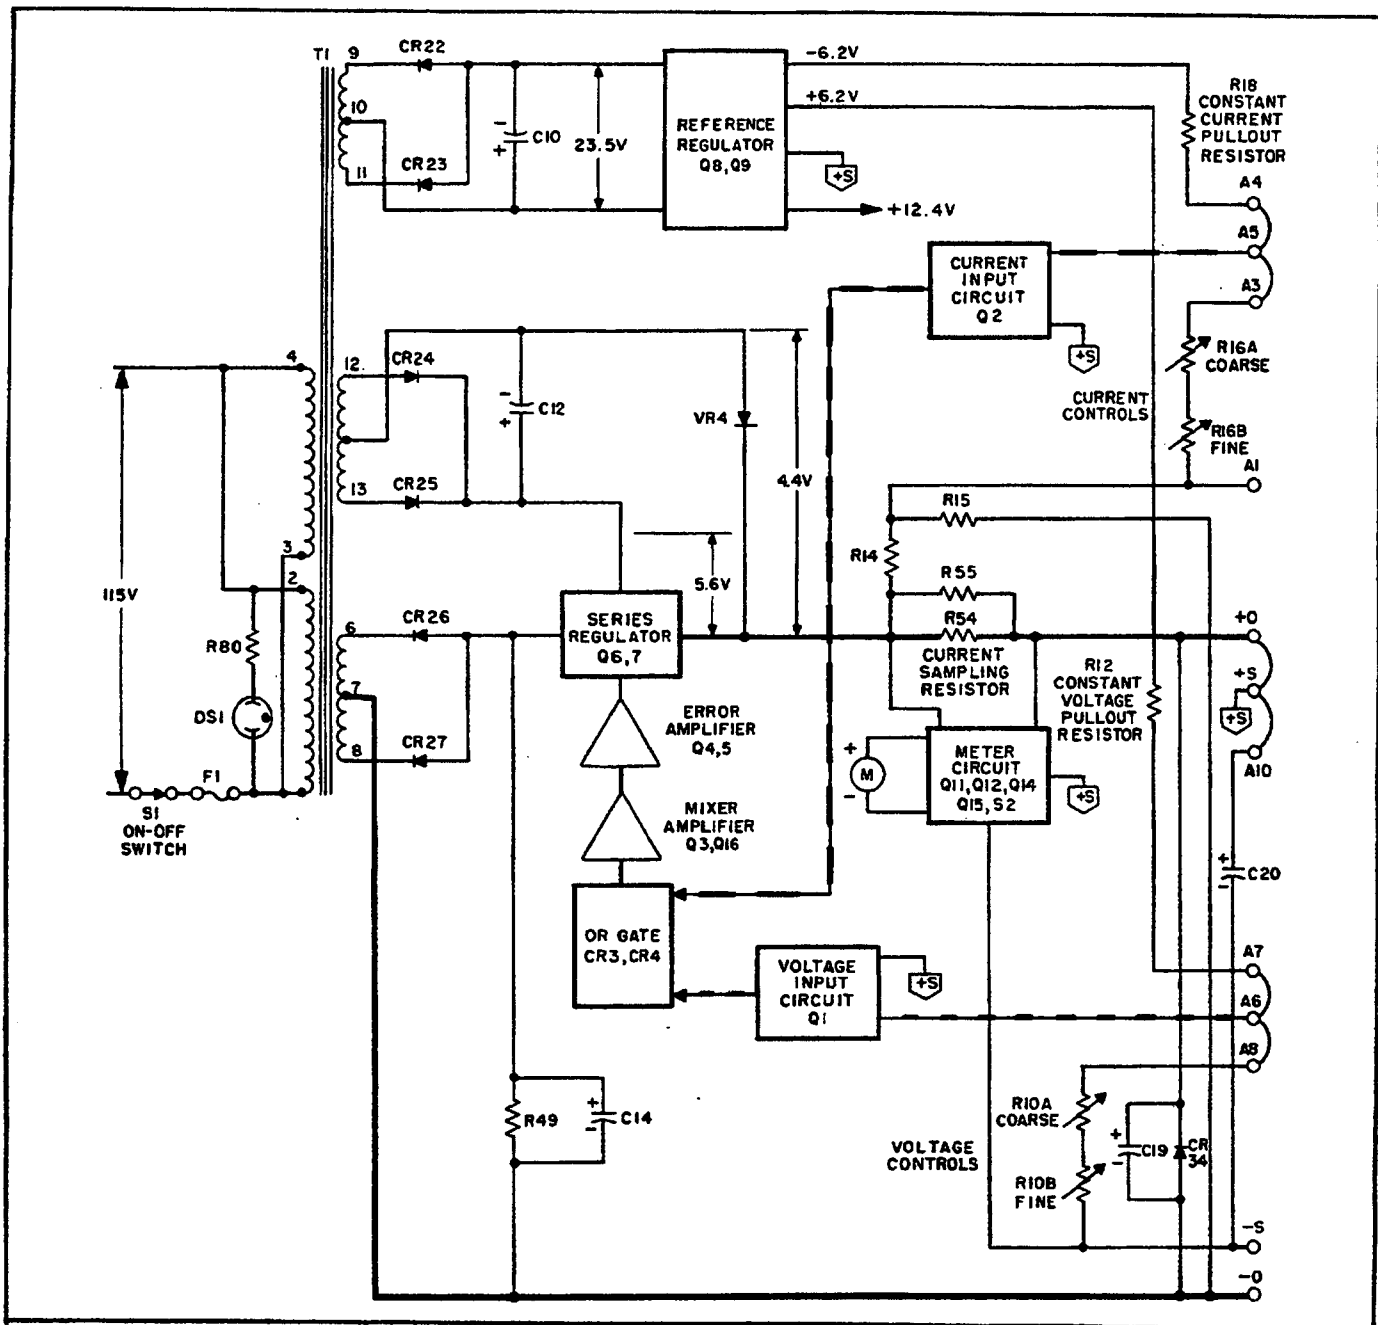 T1
9
CR22
10
11
CR23
-
+
C10
23.5V
REFERENCE
REGULATOR
Q8,Q9
-6.2V
+6.2V
+S
+12.4V
R18
CONSTANT
CURRENT
PULLOUT
RESISTOR
A4
A5
A3
CURRENT
INPUT
CIRCUIT
Q2
+S
R16A
COARSE
CURRENT
CONTROLS
R16B
FINE
A1
4
3
2
115V
R80
DS1
F1
S1
ON-OFF
SWITCH
12
CR24
13
CR25
-
+
C12
VR4
4.4V
5.6V
R15
R14
R55
R54
CURRENT
SAMPLING
RESISTOR
6
CR26
7
8
CR27
SERIES
REGULATOR
Q6,7
ERROR
AMPLIFIER
Q4,5
MIXER
AMPLIFIER
Q3,Q16
OR GATE
CR3,CR4
R12
CONSTANT
VOLTAGE
PULLOUT
RESISTOR
+O
+S
+S
A10
+
M
-
METER
CIRCUIT
Q11,Q12,Q14
Q15,S2
+S
+
C20
-
VOLTAGE
INPUT
CIRCUIT
Q1
+S
A7
A6
A8
R49
+
C14
-
VOLTAGE
CONTROLS
R10A
COARSE
R10B
FINE
+
C19
-
CR
34
-S
-O